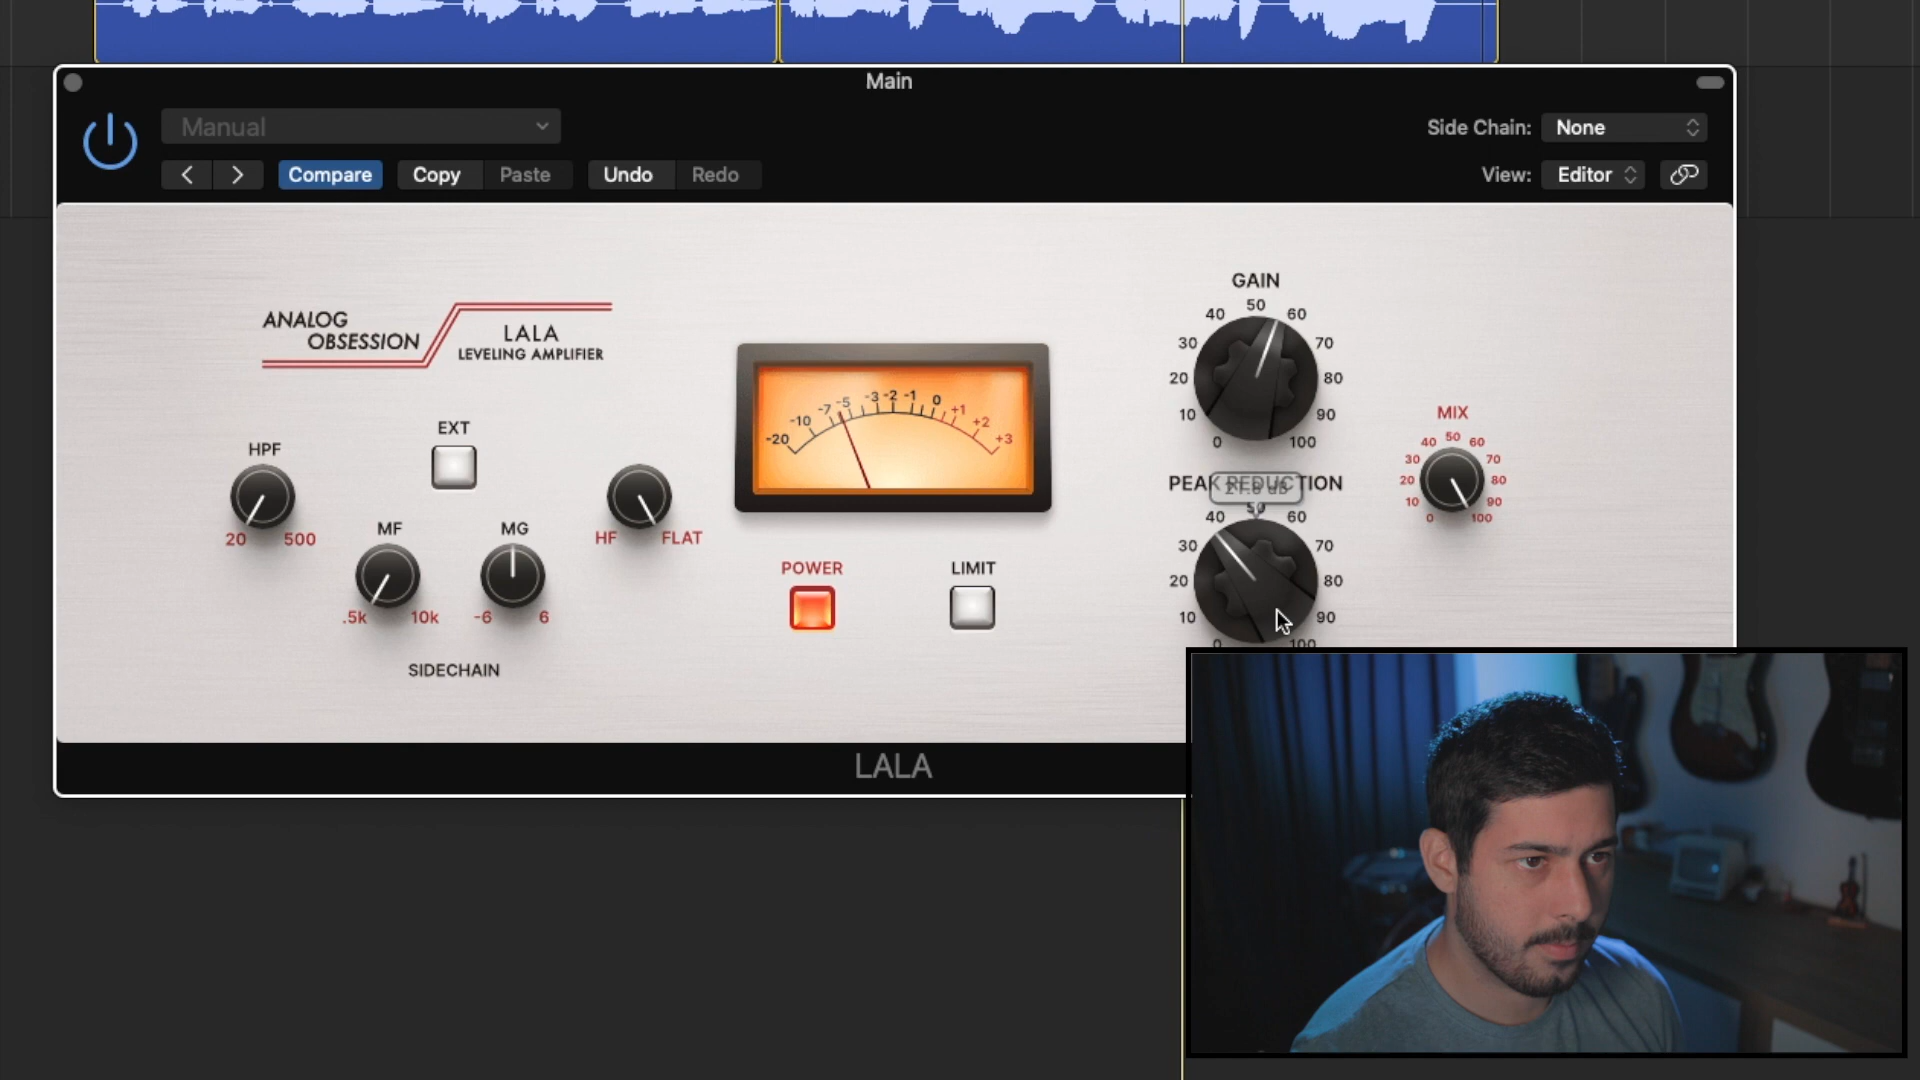 Main
Manual
Side Chain: None
Compare Copy Paste Undo Redo
View: Editor
ANALOG OBSESSION
LALA
LEVELING AMPLIFIER
HPF
20 500
EXT
MF
.5k 10k
MG
-6 6
HF FLAT
SIDECHAIN
-20 -10 -7 -5 -3 -2 -1 0 +1 +2 +3
POWER
LIMIT
GAIN
0 10 20 30 40 50 60 70 80 90 100
PEAK REDUCTION
0 10 20 30 40 50 60 70 80 90 100
MIX
0 10 20 30 40 50 60 70 80 90 100
LALA